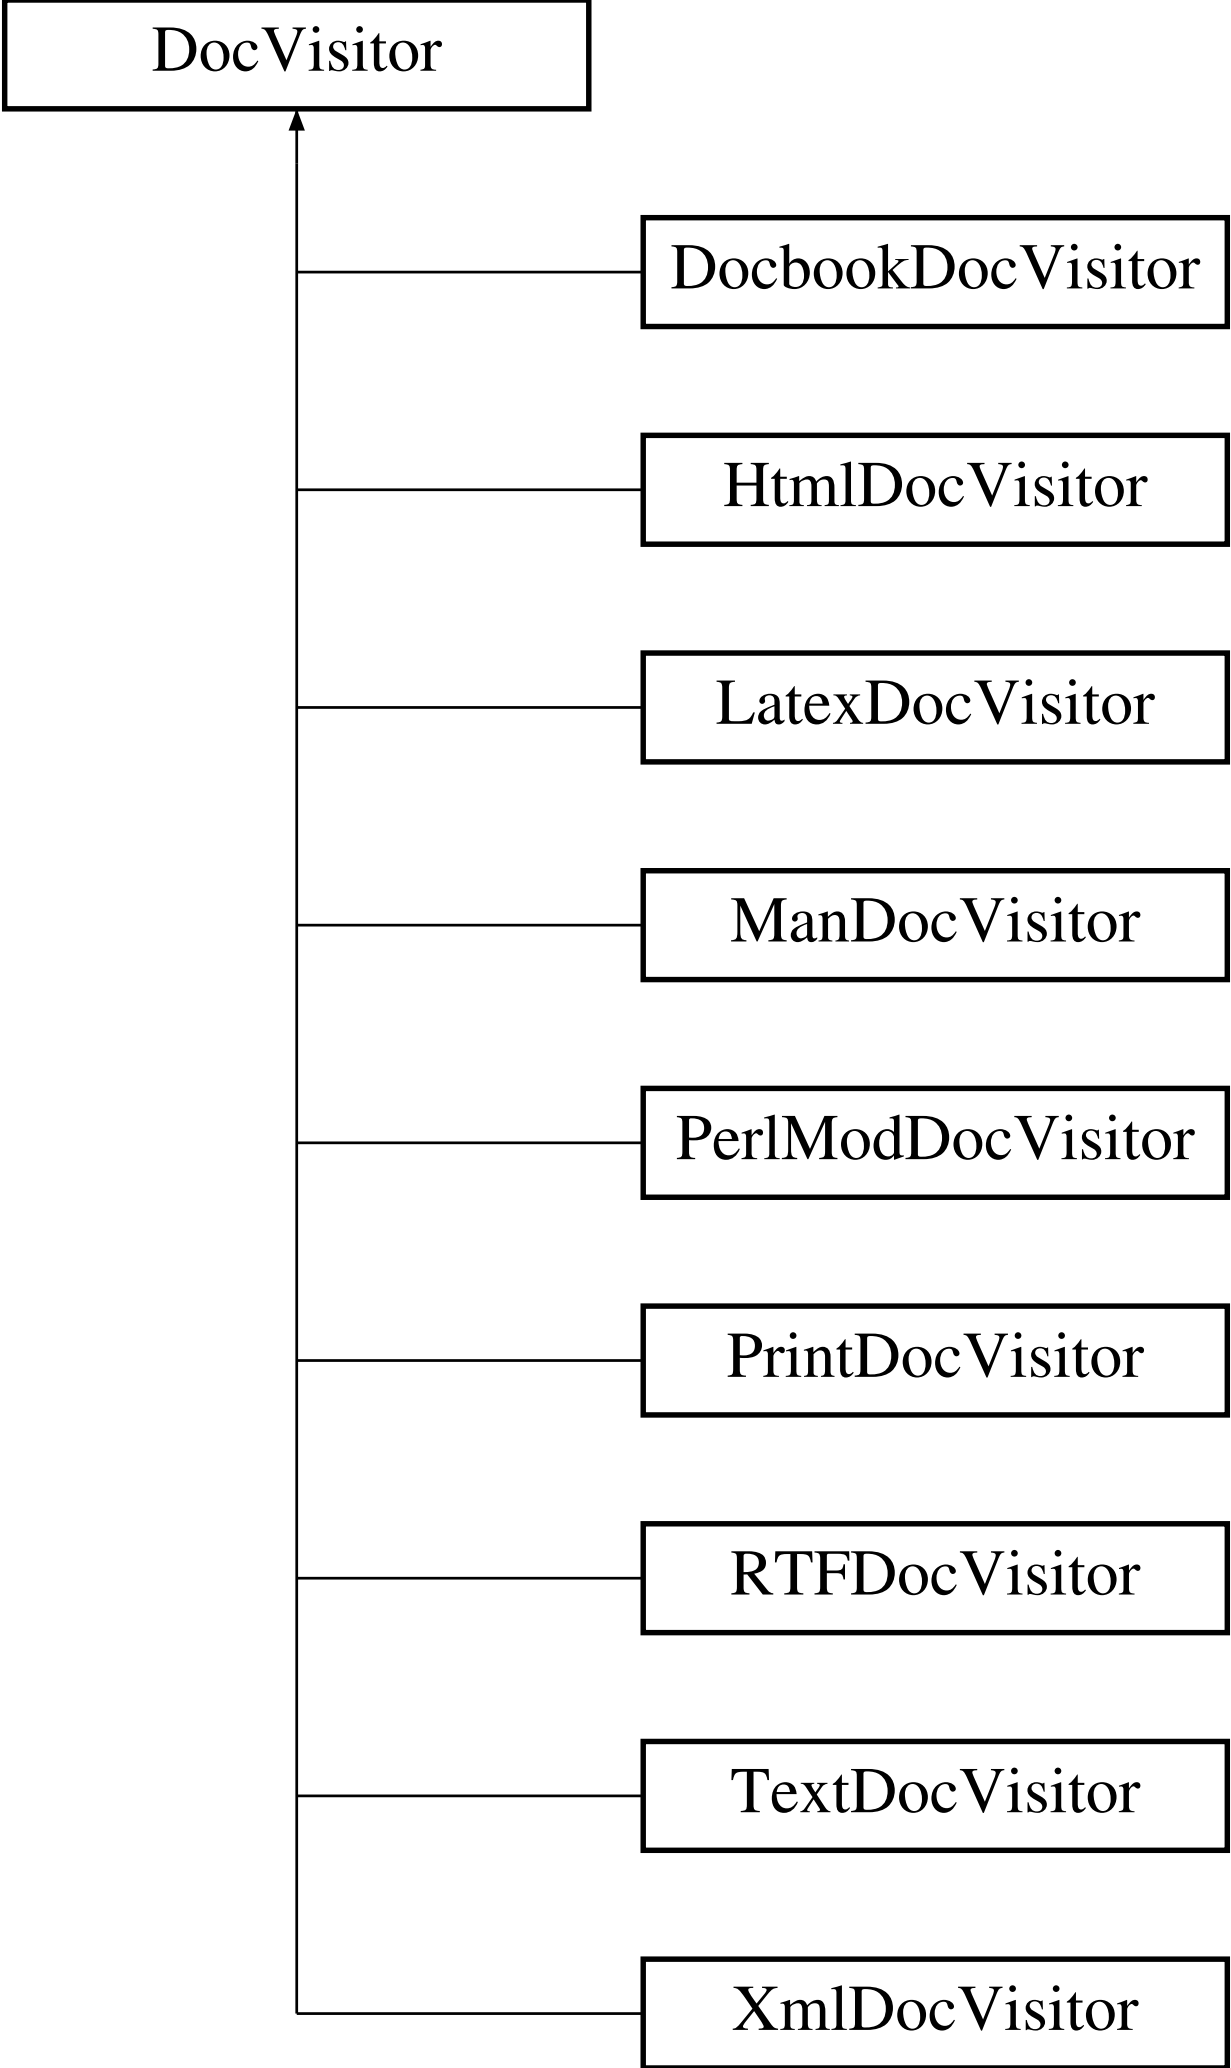 DocVisitor
DocbookDocVisitor
HtmlDocVisitor
LatexDocVisitor
ManDocVisitor
PerlModDocVisitor
PrintDocVisitor
RTFDocVisitor
TextDocVisitor
XmlDocVisitor